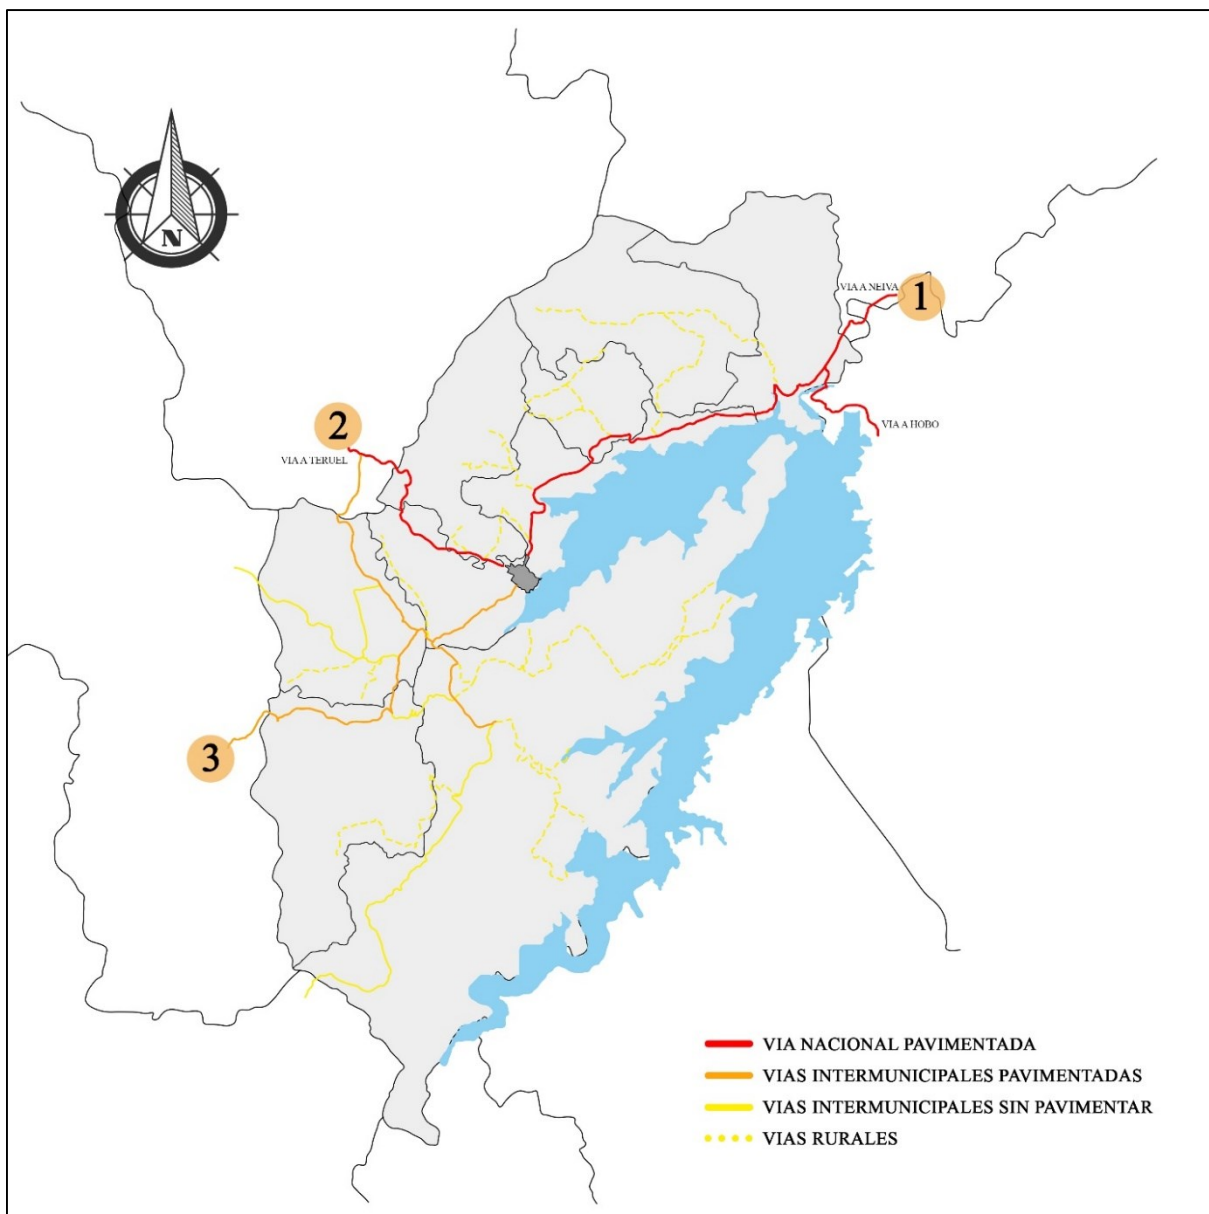 N
VIA A NEIVA
1
2
VIA A TERUEL
VIA A HOBO
3
VIA NACIONAL PAVIMENTADA
VIAS INTERMUNICIPALES PAVIMENTADAS
VIAS INTERMUNICIPALES SIN PAVIMENTAR
VIAS RURALES